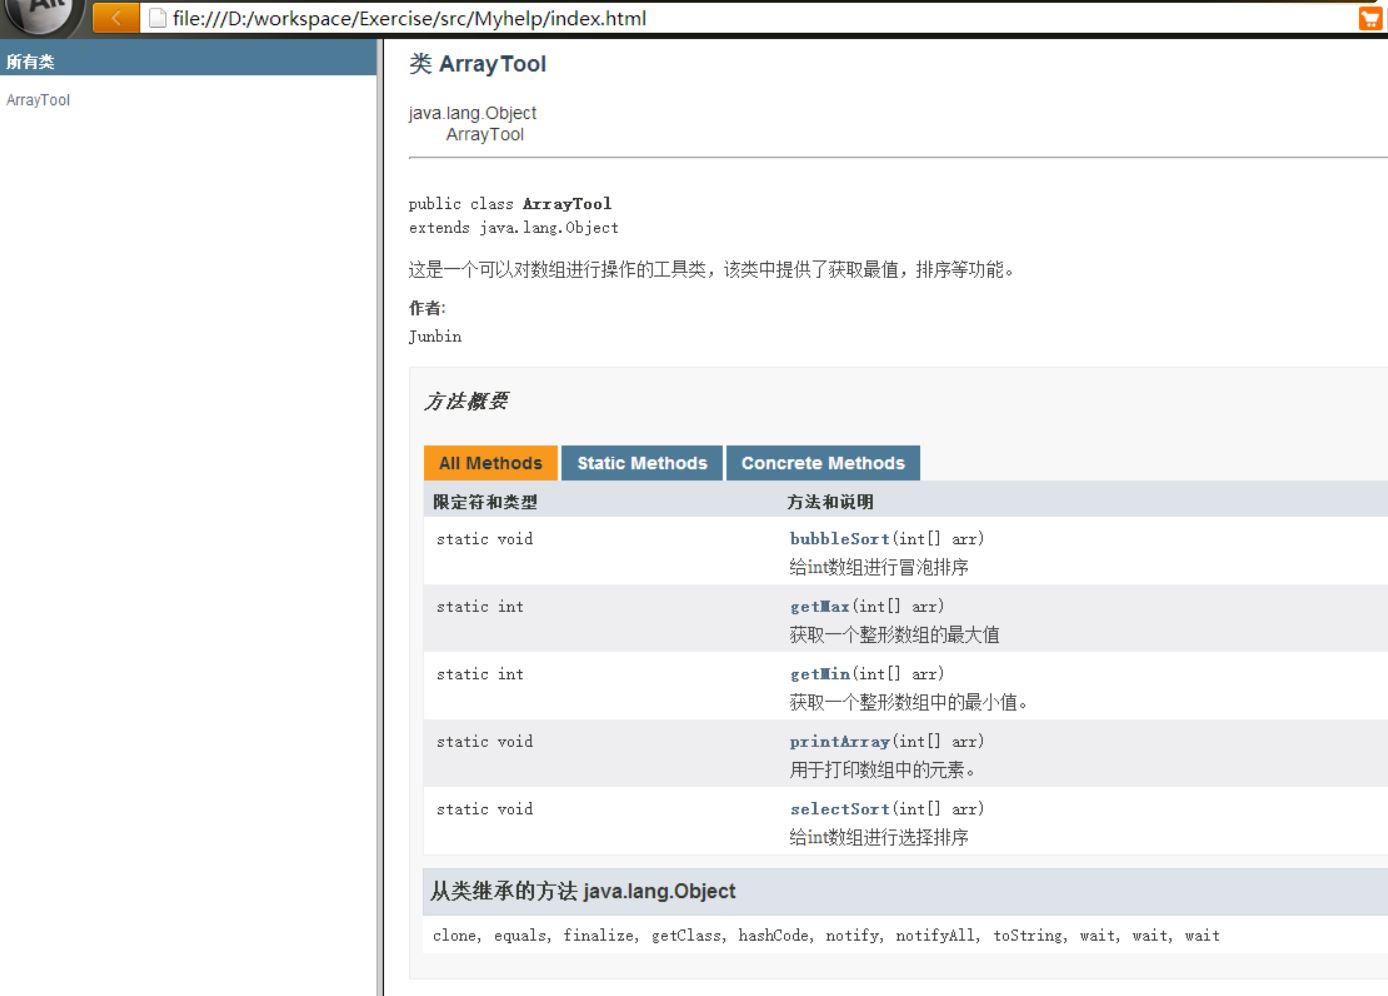 file:///D:/workspace/Exercise/src/Myhelp/index.html
所有类
ArrayTool
类 ArrayTool
java.lang.Object
ArrayTool
public class ArrayTool
extends java.lang.Object
这是一个可以对数组进行操作的工具类，该类中提供了获取最值，排序等功能。
作者:
Junbin
方法概要
All Methods Static Methods Concrete Methods
限定符和类型 方法和说明
static void bubbleSort(int[] arr)
给int数组进行冒泡排序
static int getMax(int[] arr)
获取一个整形数组的最大值
static int getMin(int[] arr)
获取一个整形数组中的最小值。
static void printArray(int[] arr)
用于打印数组中的元素。
static void selectSort(int[] arr)
给int数组进行选择排序
从类继承的方法 java.lang.Object
clone, equals, finalize, getClass, hashCode, notify, notifyAll, toString, wait, wait, wait